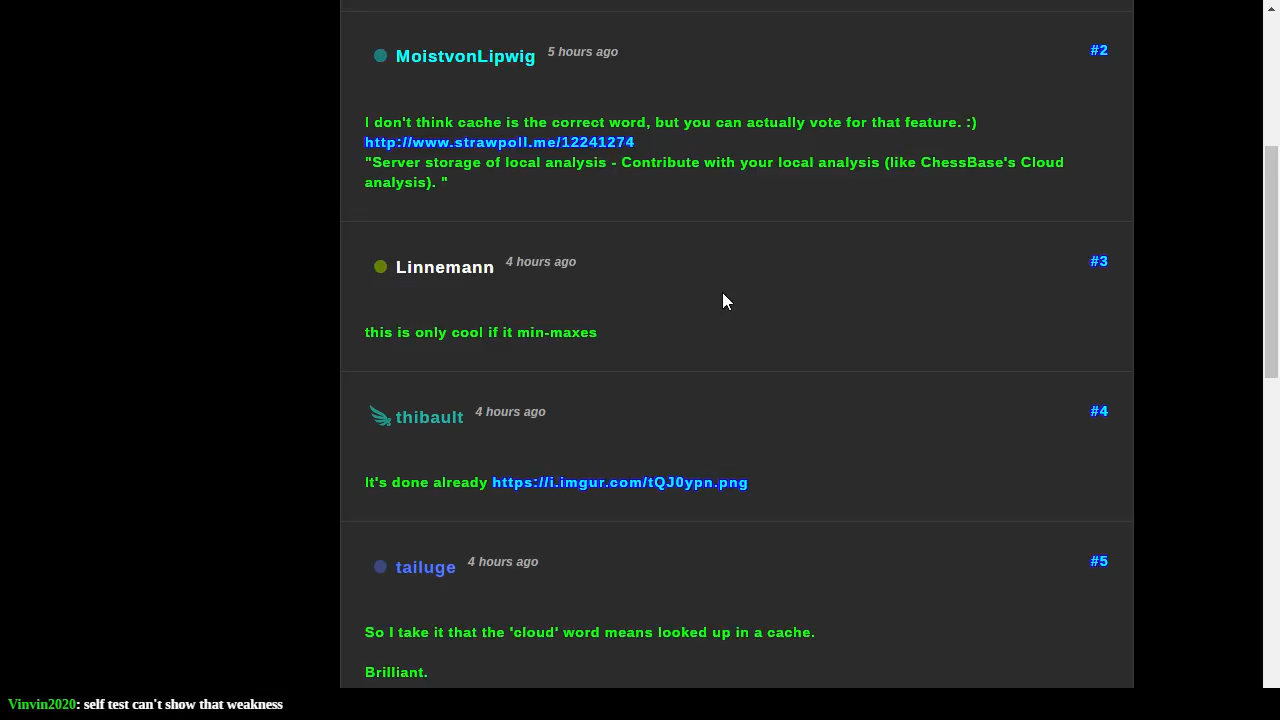 MoistvonLipwig 5 hours ago #2
I don't think cache is the correct word, but you can actually vote for that feature. :)
http://www.strawpoll.me/12241274
"Server storage of local analysis - Contribute with your local analysis (like ChessBase's Cloud
analysis). "
Linnemann 4 hours ago #3
this is only cool if it min-maxes
thibault 4 hours ago #4
It's done already https://i.imgur.com/tQJ0ypn.png
tailuge 4 hours ago #5
So I take it that the 'cloud' word means looked up in a cache.
Brilliant.
Vinvin2020: self test can't show that weakness